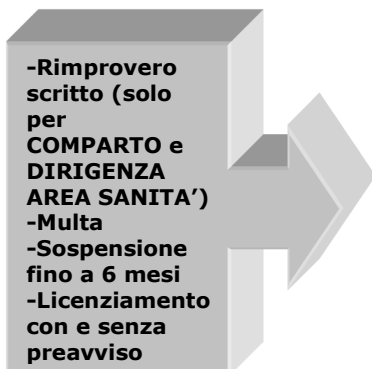 -Rimprovero
scritto (solo
per
COMPARTO e
DIRIGENZA
AREA SANITA’)
-Multa
-Sospensione
fino a 6 mesi
-Licenziamento
con e senza
preavviso